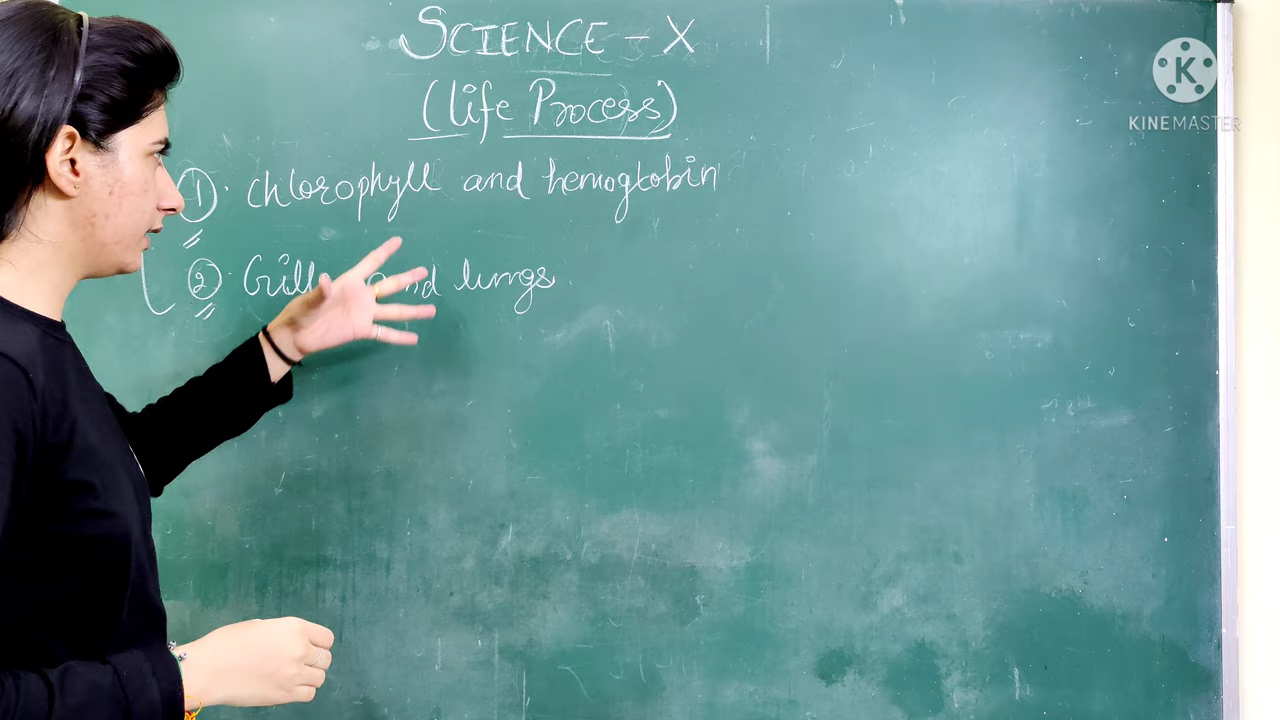 SCIENCE - X
(Life Process)
1. chlorophyll and hemoglobin
2. Gills and lungs
K
KINEMASTER